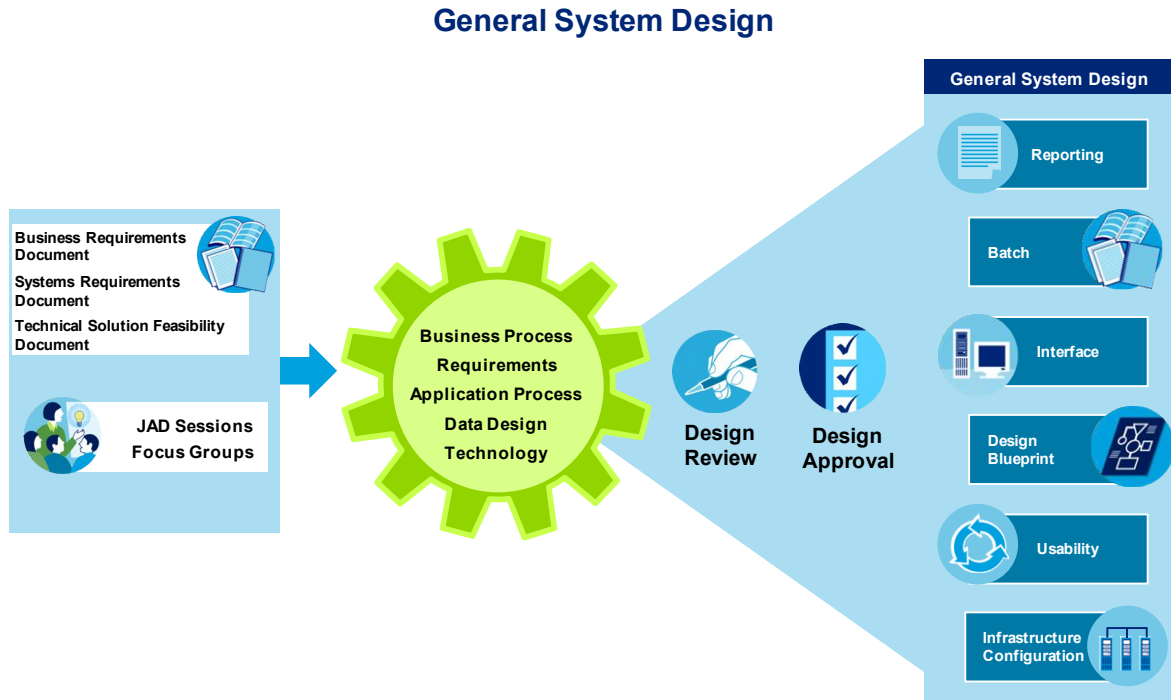 General System Design
Business Requirements
Document
Systems Requirements
Document
Technical Solution Feasibility
Document
JAD Sessions
Focus Groups
Business Process
Requirements
Application Process
Data Design
Technology
Design
Review
Design
Approval
General System Design
Reporting
Batch
Interface
Design
Blueprint
Usability
Infrastructure
Configuration